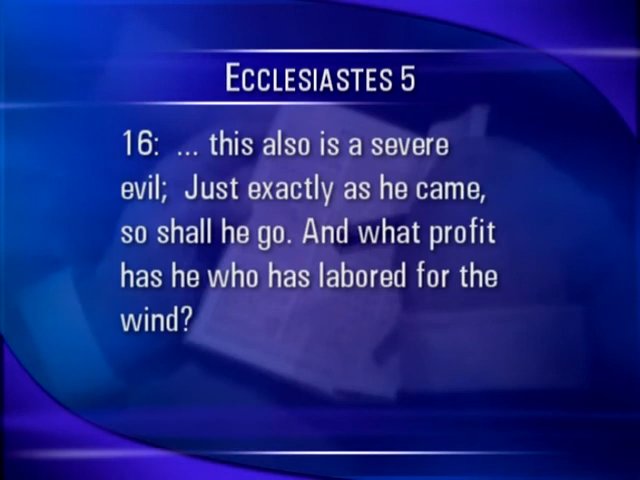 ECCLESIASTES 5
16: ... this also is a severe
evil; Just exactly as he came,
so shall he go. And what profit
has he who has labored for the
wind?